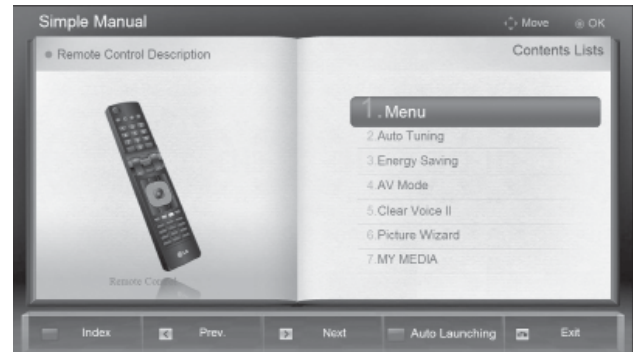 Simple Manual
Move
OK
Remote Control Description
Contents Lists
1.Menu
2.Auto Tuning
3.Energy Saving
4.AV Mode
5.Clear Voice II
6.Picture Wizard
7.MY MEDIA
LG
Remote Control
Index
Prev.
Next
Auto Launching
Exit